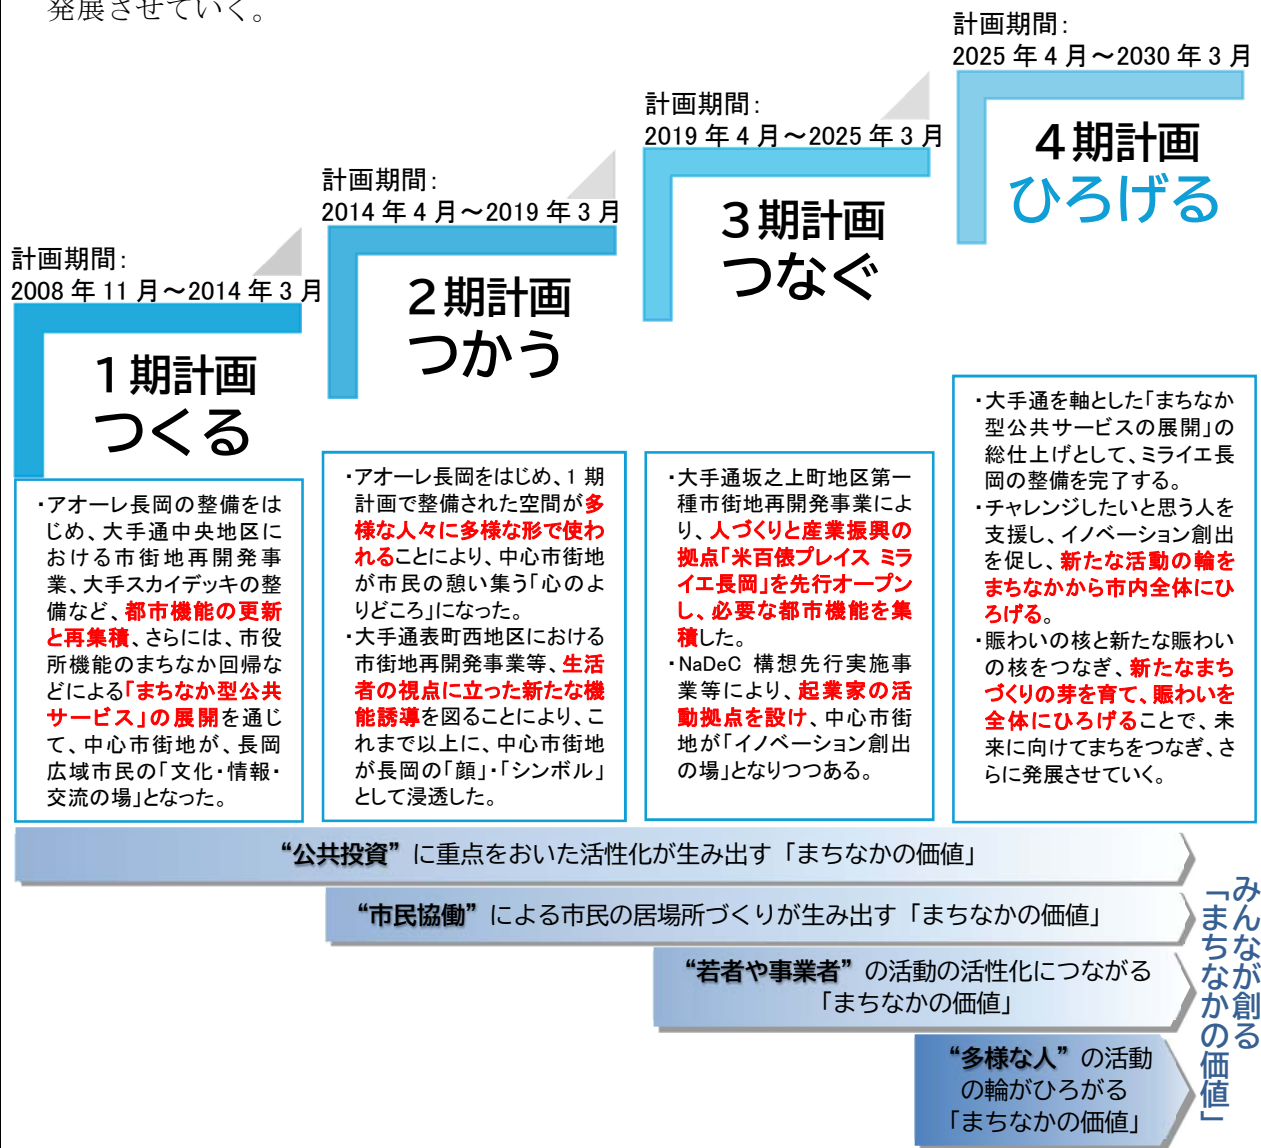 発展させていく。
計画期間：
2008 年 11 月～2014 年 3 月
１期計画
つくる
・アオーレ長岡の整備をは
じめ、大手通中央地区に
おける市街地再開発事
業、大手スカイデッキの整
備など、都市機能の更新
と再集積、さらには、市役
所機能のまちなか回帰な
どによる「まちなか型公共
サービス」の展開を通じ
て、中心市街地が、長岡
広域市民の「文化・情報・
交流の場」となった。
計画期間：
2014 年 4 月～2019 年 3 月
２期計画
つかう
・アオーレ長岡をはじめ、1 期
計画で整備された空間が多
様な人々に多様な形で使わ
れることにより、中心市街地
が市民の憩い集う「心のよ
りどころ」になった。
・大手通表町西地区における
市街地再開発事業等、生活
者の視点に立った新たな機
能誘導を図ることにより、こ
れまで以上に、中心市街地
が長岡の「顔」・「シンボル」
として浸透した。
計画期間：
2019 年 4 月～2025 年 3 月
３期計画
つなぐ
・大手通坂之上町地区第一
種市街地再開発事業によ
り、人づくりと産業振興の
拠点「米百俵プレイス ミラ
イエ長岡」を先行オープン
し、必要な都市機能を集
積した。
・NaDeC 構想先行実施事
業等により、起業家の活
動拠点を設け、中心市街
地が「イノベーション創出
の場」となりつつある。
計画期間：
2025 年 4 月～2030 年 3 月
４期計画
ひろげる
・大手通を軸とした「まちなか
型公共サービスの展開」の
総仕上げとして、ミライエ長
岡の整備を完了する。
・チャレンジしたいと思う人を
支援し、イノベーション創出
を促し、新たな活動の輪を
まちなかから市内全体にひ
ろげる。
・賑わいの核と新たな賑わい
の核をつなぎ、新たなまち
づくりの芽を育て、賑わいを
全体にひろげることで、未
来に向けてまちをつなぎ、さ
らに発展させていく。
“公共投資” に重点をおいた活性化が生み出す「まちなかの価値」
“市民協働” による市民の居場所づくりが生み出す「まちなかの価値」
“若者や事業者” の活動の活性化につながる
「まちなかの価値」
“多様な人” の活動
の輪がひろがる
「まちなかの価値」
みんなが創る
「まちなかの価値」